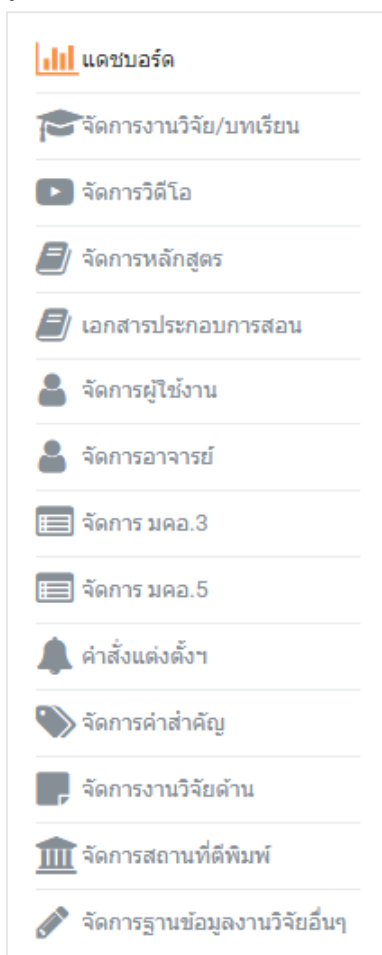 แดชบอร์ด
จัดการงานวิจัย/บทเรียน
จัดการวิดีโอ
จัดการหลักสูตร
เอกสารประกอบการสอน
จัดการผู้ใช้งาน
จัดการอาจารย์
จัดการ มคอ.3
จัดการ มคอ.5
คำสั่งแต่งตั้งฯ
จัดการคำสำคัญ
จัดการงานวิจัยด้าน
จัดการสถานที่ตีพิมพ์
จัดการฐานข้อมูลงานวิจัยอื่นๆ